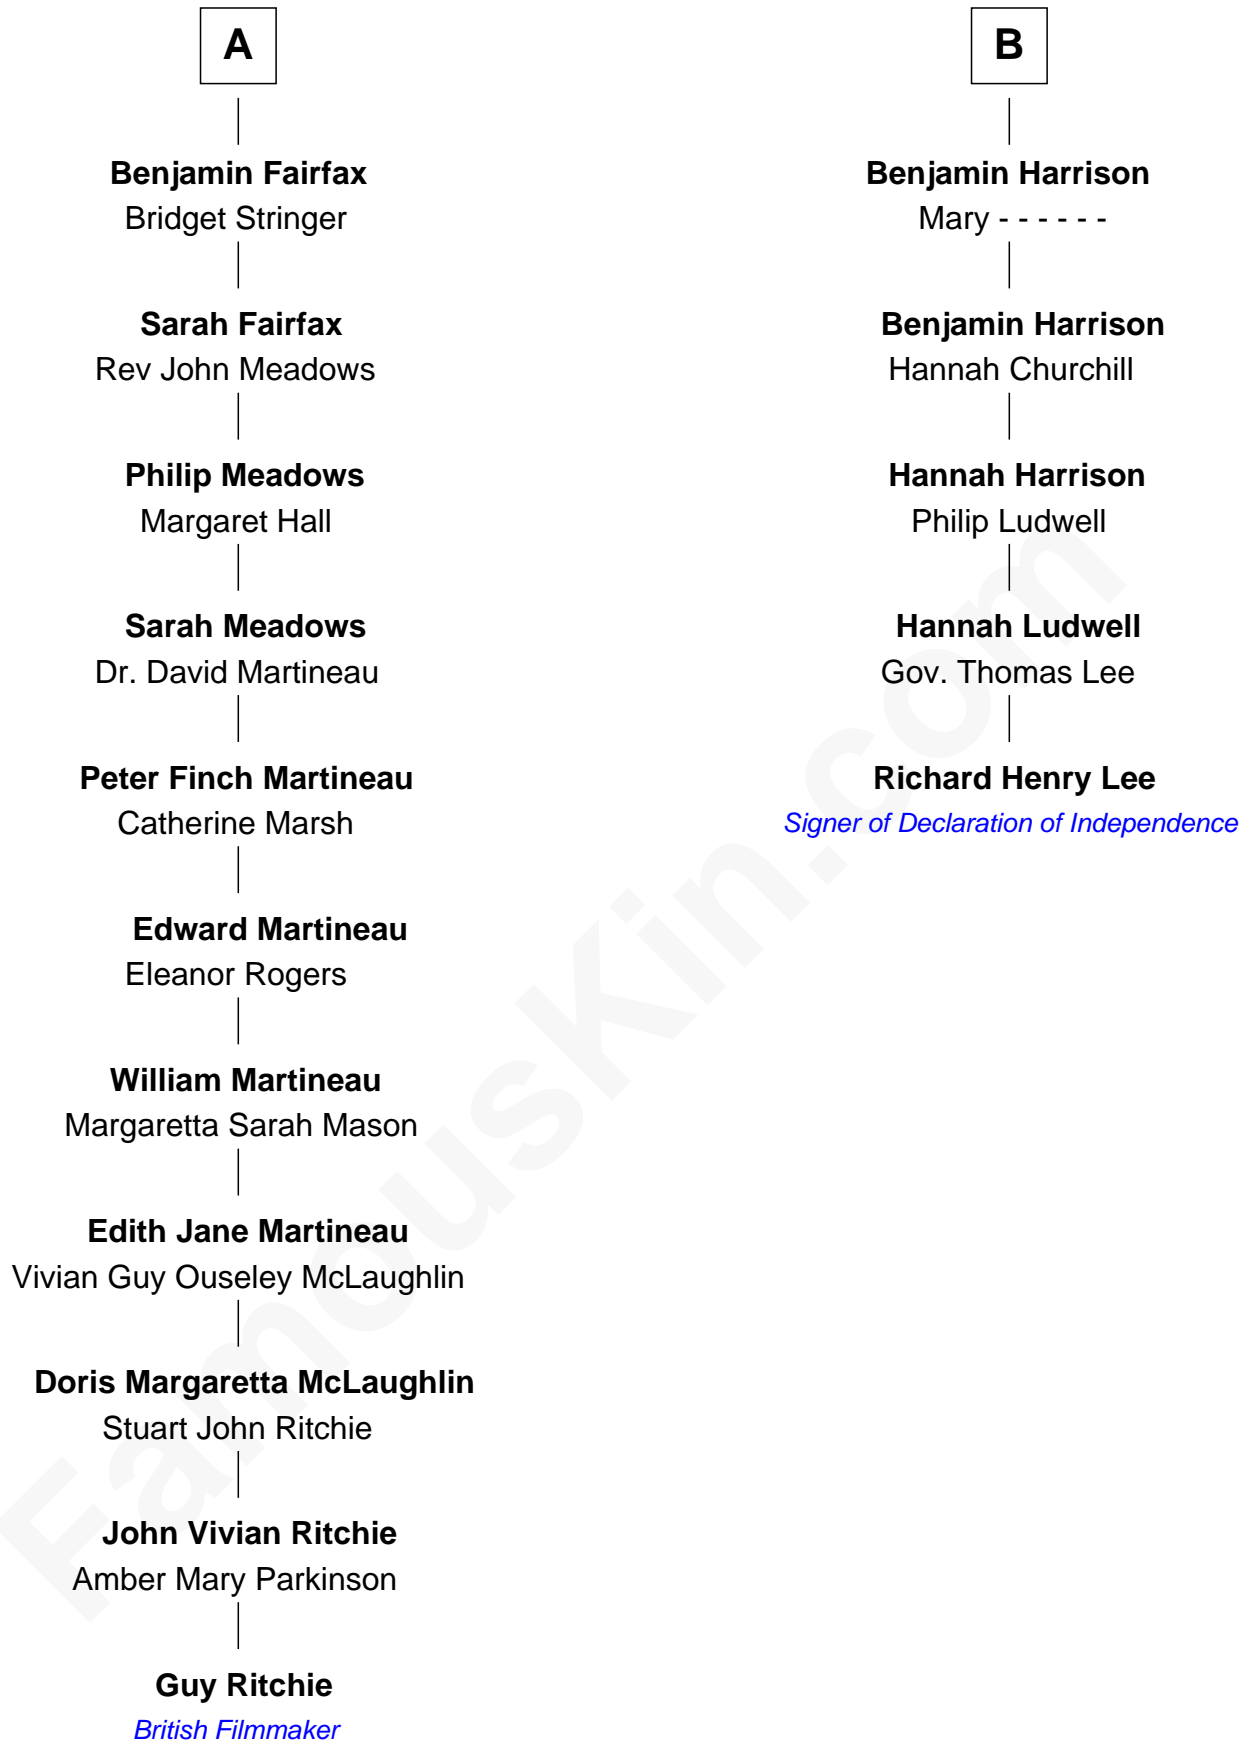 A
Benjamin Fairfax
Bridget Stringer
Sarah Fairfax
Rev John Meadows
Philip Meadows
Margaret Hall
Sarah Meadows
Dr. David Martineau
Peter Finch Martineau
Catherine Marsh
Edward Martineau
Eleanor Rogers
William Martineau
Margaretta Sarah Mason
Edith Jane Martineau
Vivian Guy Ouseley McLaughlin
Doris Margaretta McLaughlin
Stuart John Ritchie
John Vivian Ritchie
Amber Mary Parkinson
Guy Ritchie
British Filmmaker
B
Benjamin Harrison
Mary - - - - - -
Benjamin Harrison
Hannah Churchill
Hannah Harrison
Philip Ludwell
Hannah Ludwell
Gov. Thomas Lee
Richard Henry Lee
Signer of Declaration of Independence
FamousKin.com